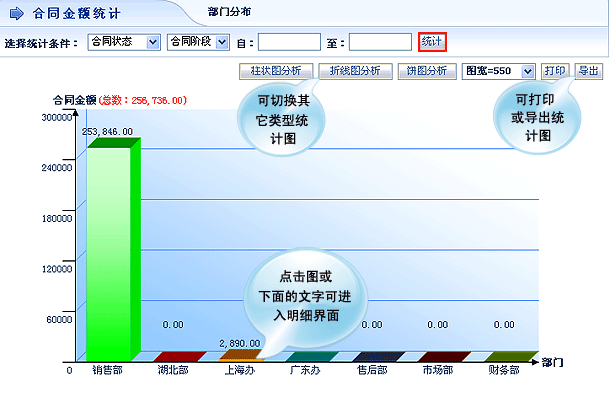 合同金额统计
部门分布
选择统计条件： 合同状态 合同阶段 自： 至： 统计
柱状图分析 折线图分析 饼图分析 图宽=550 打印 导出
可切换其
它类型统
计图
可打印
或导出统
计图
合同金额(总数：256,736.00)
300000
240000
180000
120000
60000
0
253,846.00
0.00
2,890.00
0.00
0.00
0.00
点击图或
下面的文字可进
入明细界面
销售部 湖北部 上海办 广东办 售后部 市场部 财务部
部门